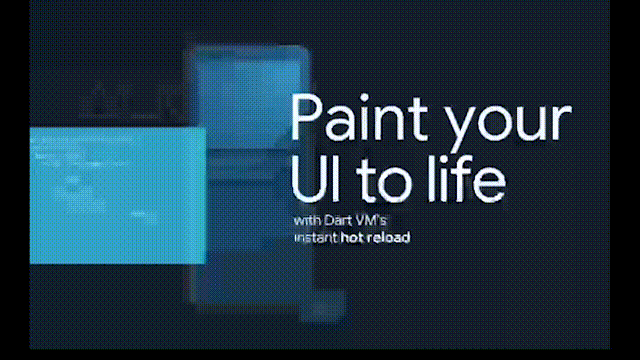 Paint your
UI to life
with Dart VM's
instant hot reload